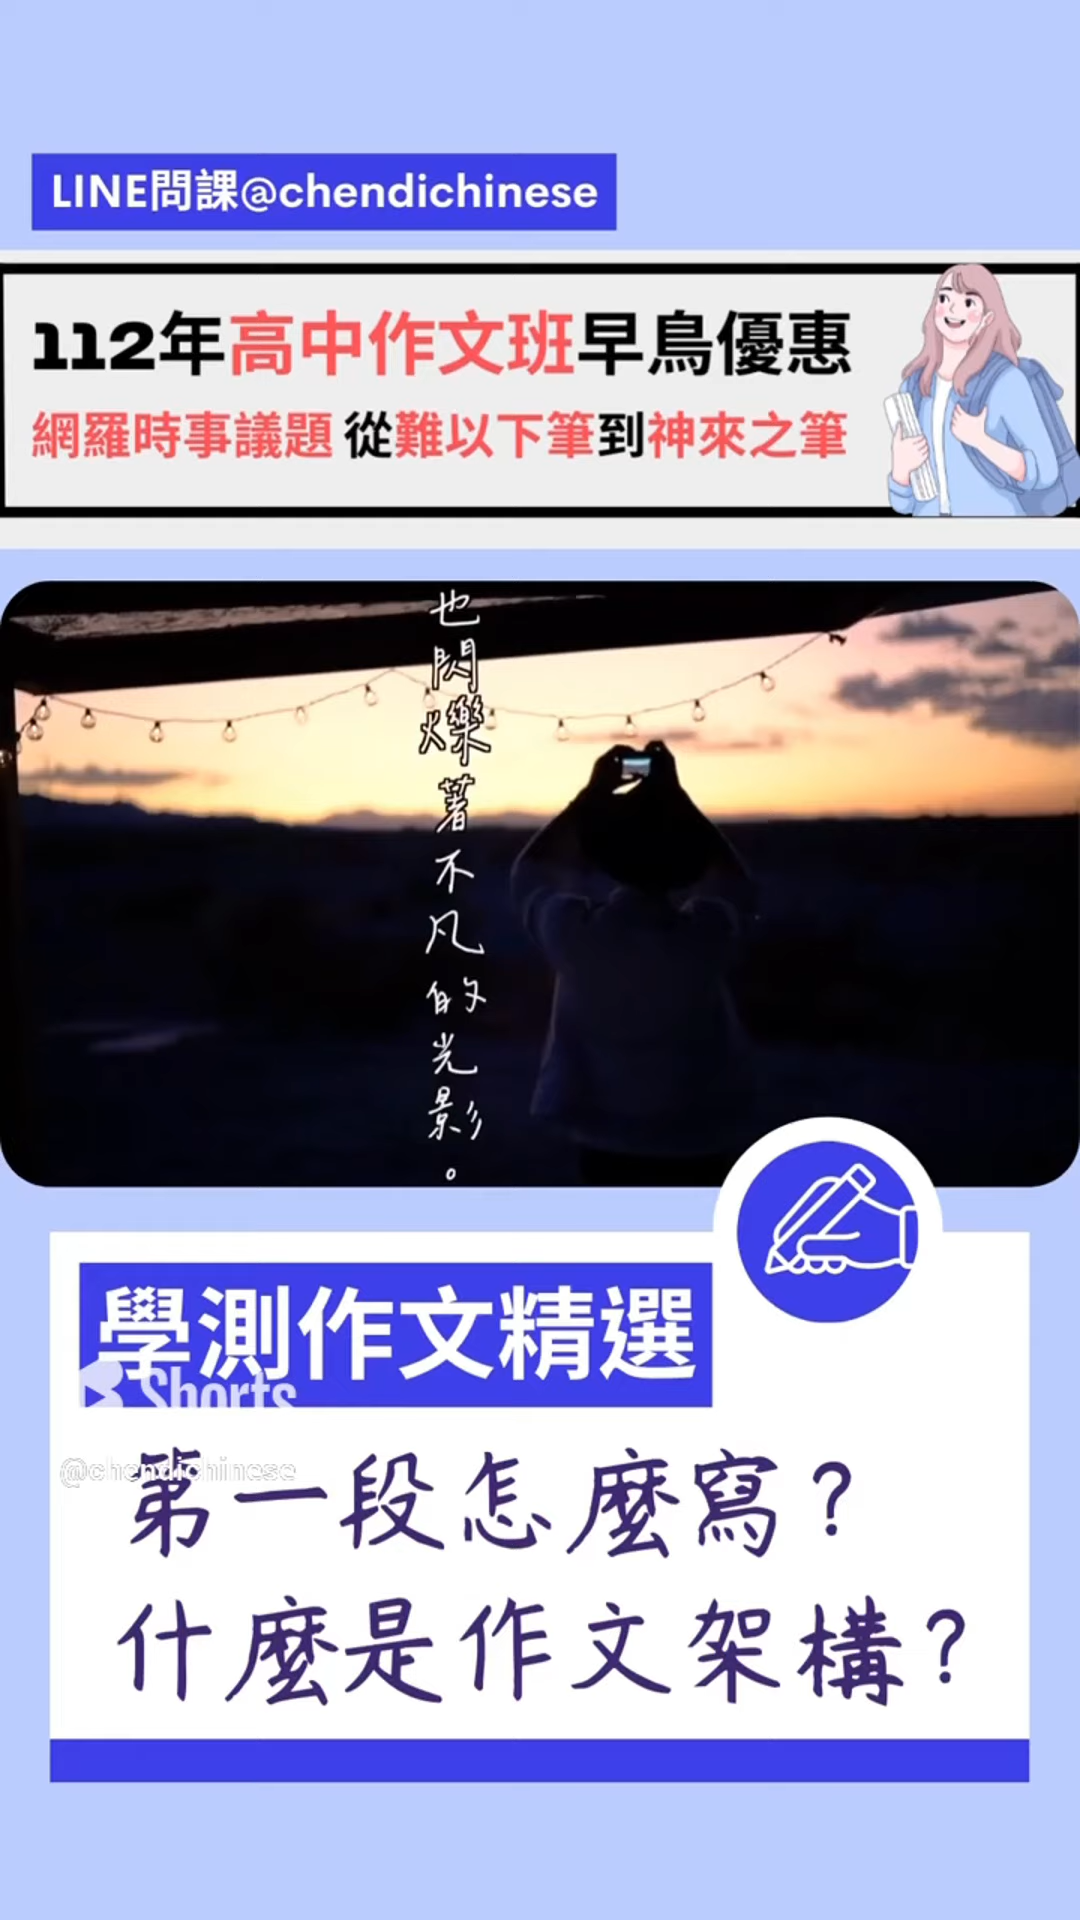 LINE問課@chendichinese
112年高中作文班早鳥優惠
網羅時事議題 從難以下筆到神來之筆
也閃爍著不凡的光影。
學測作文精選
Shorts
@chendichinese
第一段怎麼寫？
什麼是作文架構？